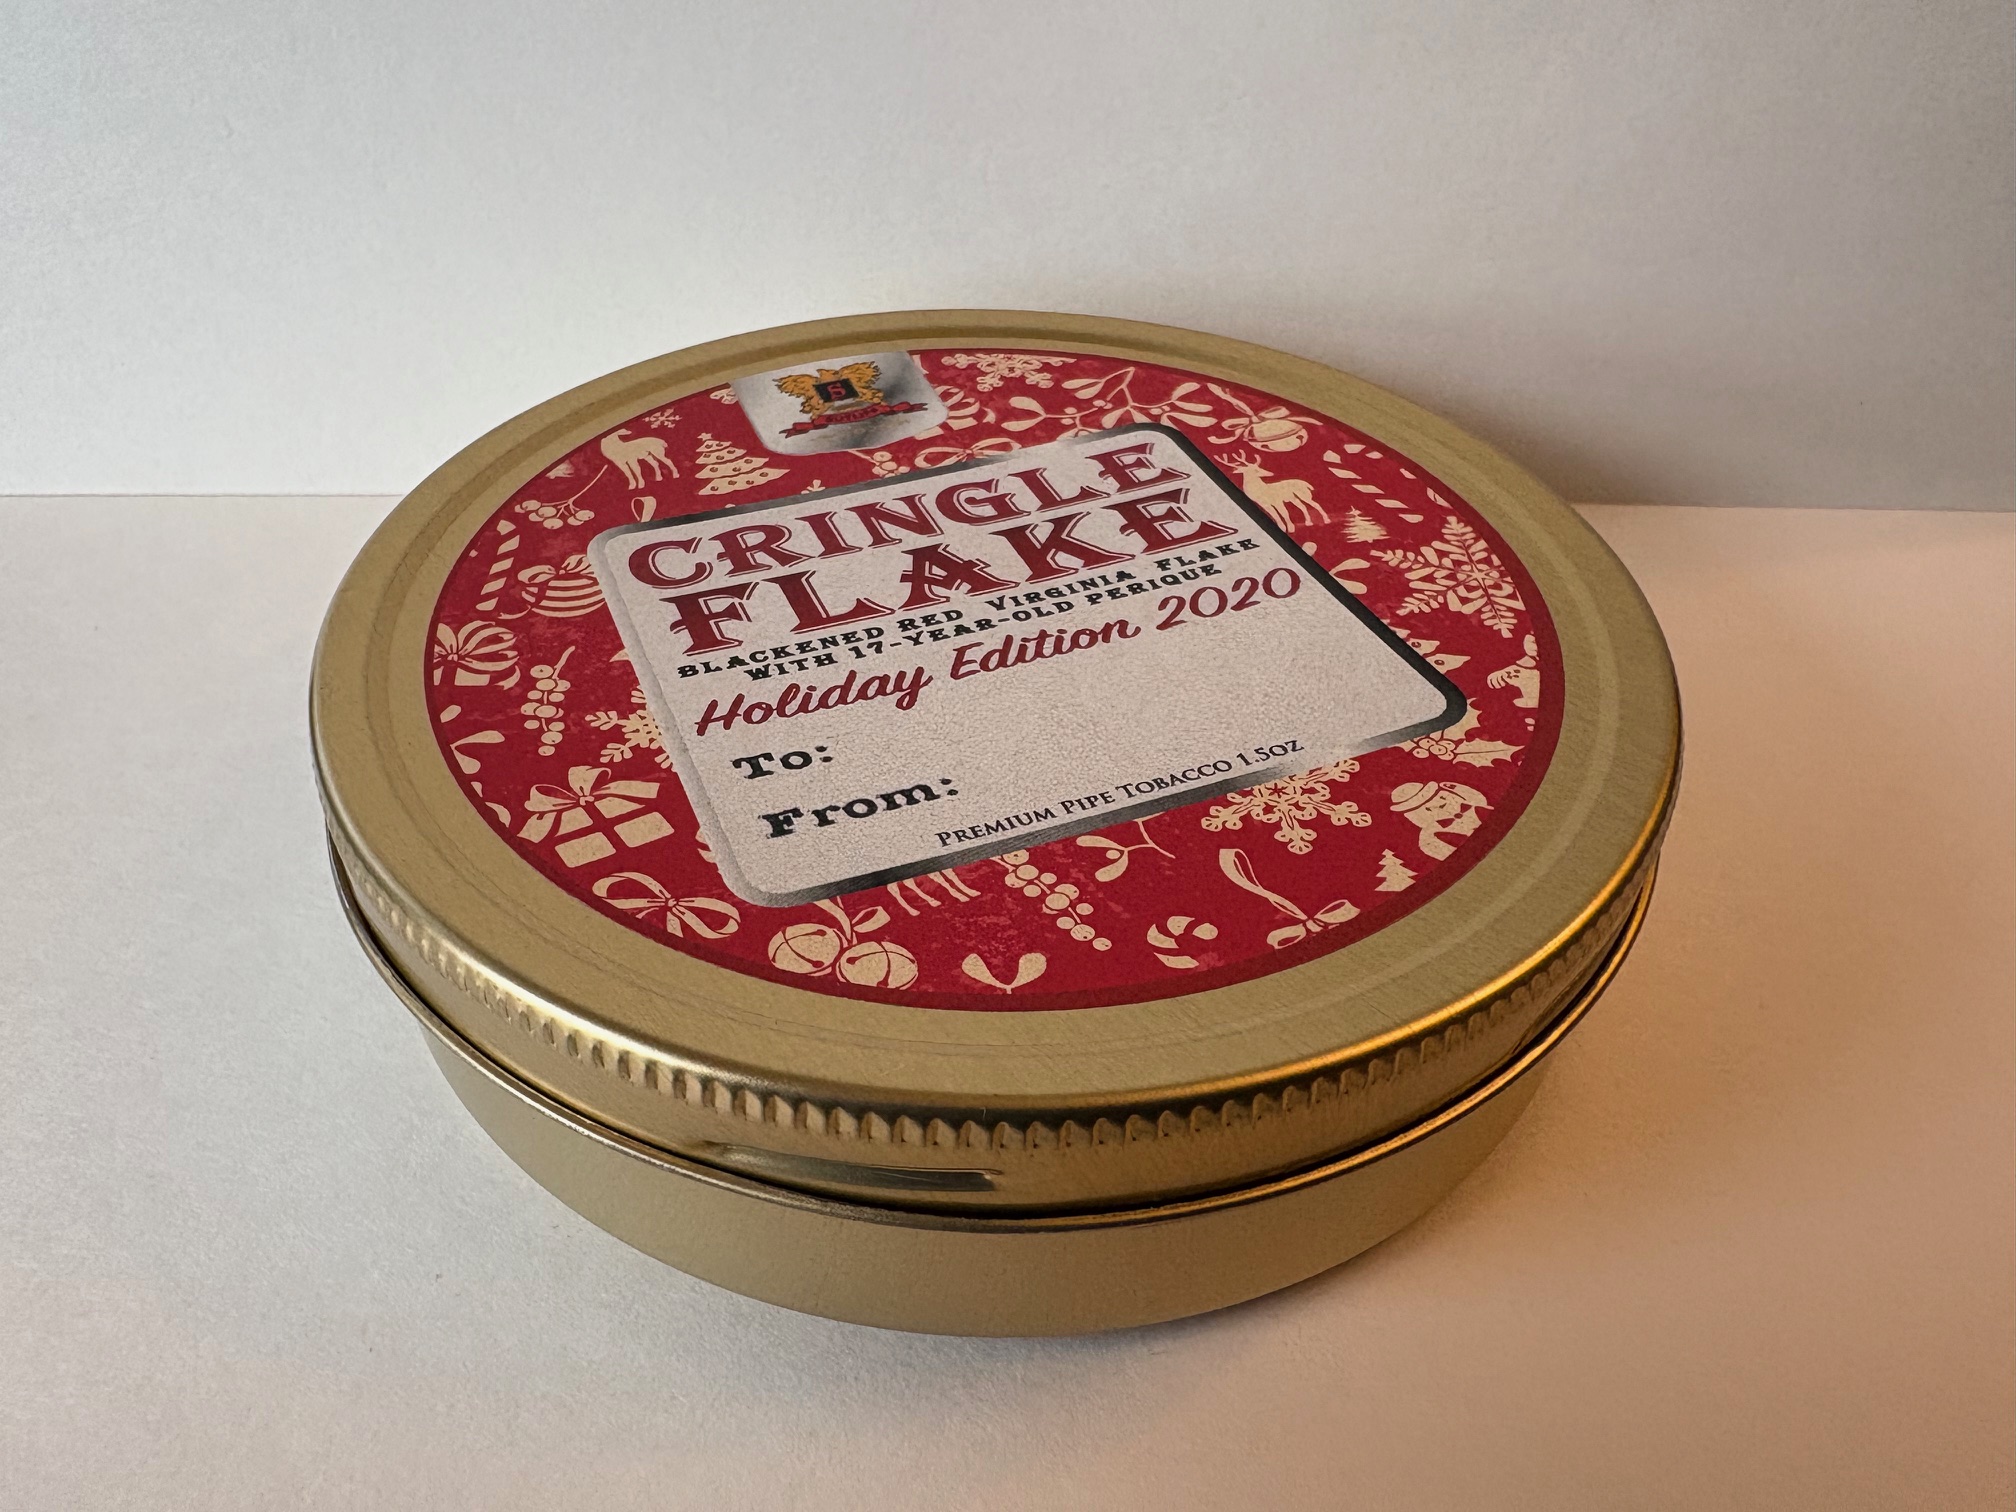 S
CRINGLE
FLAKE
BLACKENED RED VIRGINIA FLAKE
WITH 17-YEAR-OLD PERIQUE
Holiday Edition 2020
To:
From:
PREMIUM PIPE TOBACCO 1.5OZ